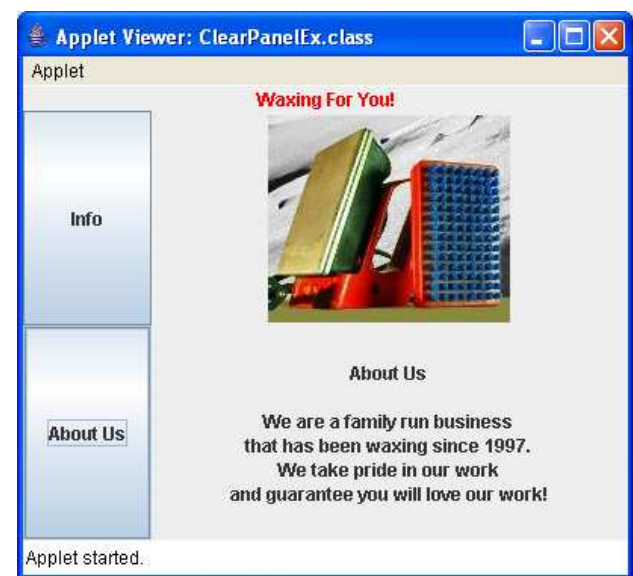 Applet Viewer: ClearPanelEx.class
Applet
Waxing For You!
Info
About Us
About Us
We are a family run business
that has been waxing since 1997.
We take pride in our work
and guarantee you will love our work!
Applet started.